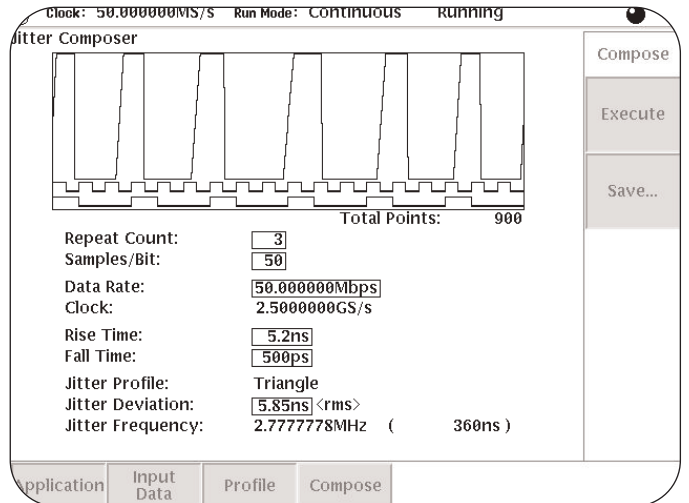 Clock: 50.000000MS/s Run Mode: Continuous Running
Jitter Composer
Compose
Execute
Save...
Total Points: 900
Repeat Count: 3
Samples/Bit: 50
Data Rate: 50.000000Mbps
Clock: 2.5000000GS/s
Rise Time: 5.2ns
Fall Time: 500ps
Jitter Profile: Triangle
Jitter Deviation: 5.85ns <rms>
Jitter Frequency: 2.7777778MHz ( 360ns )
Application
Input Data
Profile
Compose